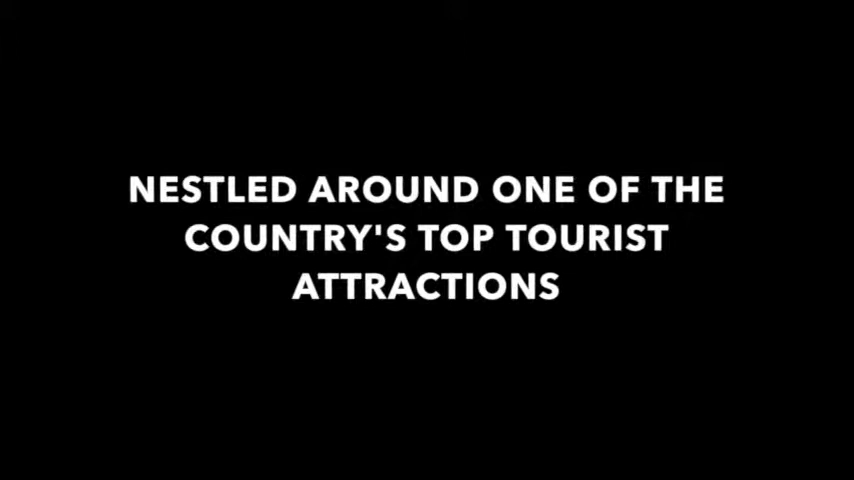 NESTLED AROUND ONE OF THE
COUNTRY'S TOP TOURIST
ATTRACTIONS